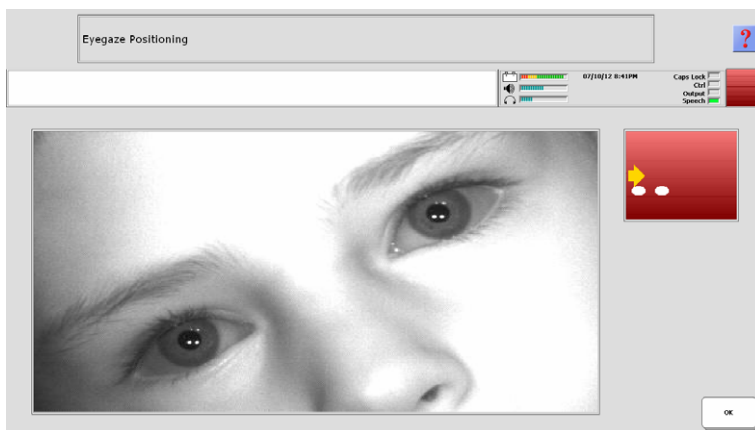 Eyegaze Positioning
?
07/10/12 8:41PM
Caps Lock
Ctrl
Output
Speech
OK